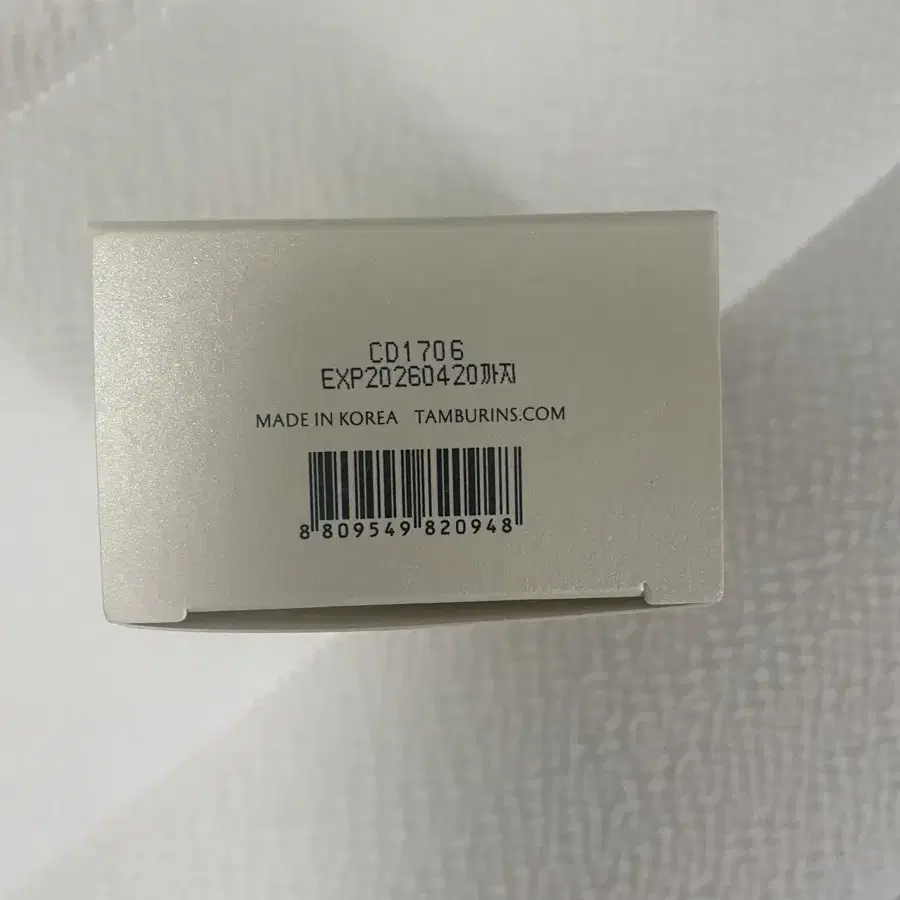 CD1706
EXP20260420까지
MADE IN KOREA TAMBURINS.COM
8 809549 820948